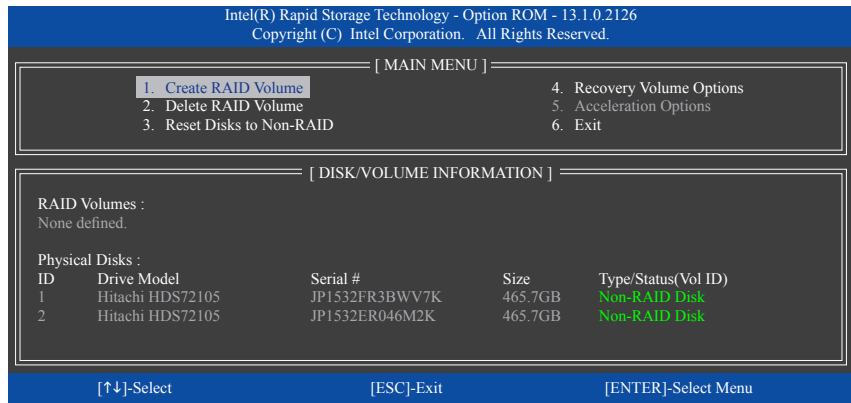 Intel(R) Rapid Storage Technology - Option ROM - 13.1.0.2126
Copyright (C) Intel Corporation. All Rights Reserved.
[ MAIN MENU ]
1. Create RAID Volume
2. Delete RAID Volume
3. Reset Disks to Non-RAID
4. Recovery Volume Options
5. Acceleration Options
6. Exit
[ DISK/VOLUME INFORMATION ]
RAID Volumes :
None defined.
Physical Disks :
ID Drive Model Serial # Size Type/Status(Vol ID)
1 Hitachi HDS72105 JP1532FR3BWV7K 465.7GB Non-RAID Disk
2 Hitachi HDS72105 JP1532ER046M2K 465.7GB Non-RAID Disk
[↑↓]-Select [ESC]-Exit [ENTER]-Select Menu